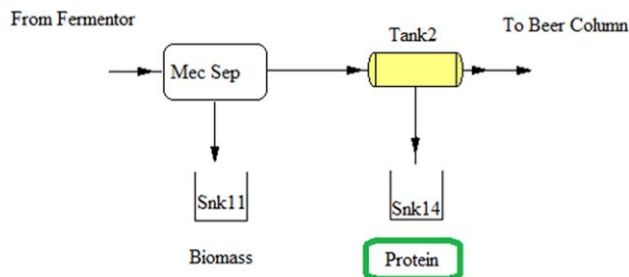 From Fermentor
To Beer Column
Tank2
Mec Sep
Snk11
Snk14
Biomass
Protein